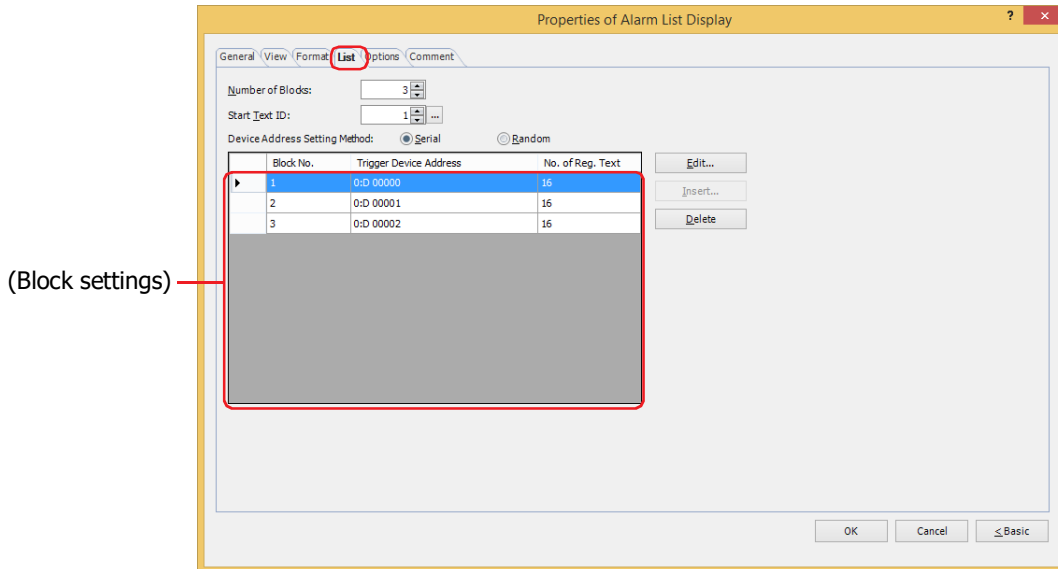 Properties of Alarm List Display
?
×
General View Format List Options Comment
Number of Blocks: 3
Start Text ID: 1 ...
Device Address Setting Method: Serial Random
Block No. Trigger Device Address No. of Reg. Text Edit...
1 0:D 00000 16 Insert...
2 0:D 00001 16
3 0:D 00002 16 Delete
(Block settings)
OK Cancel <Basic